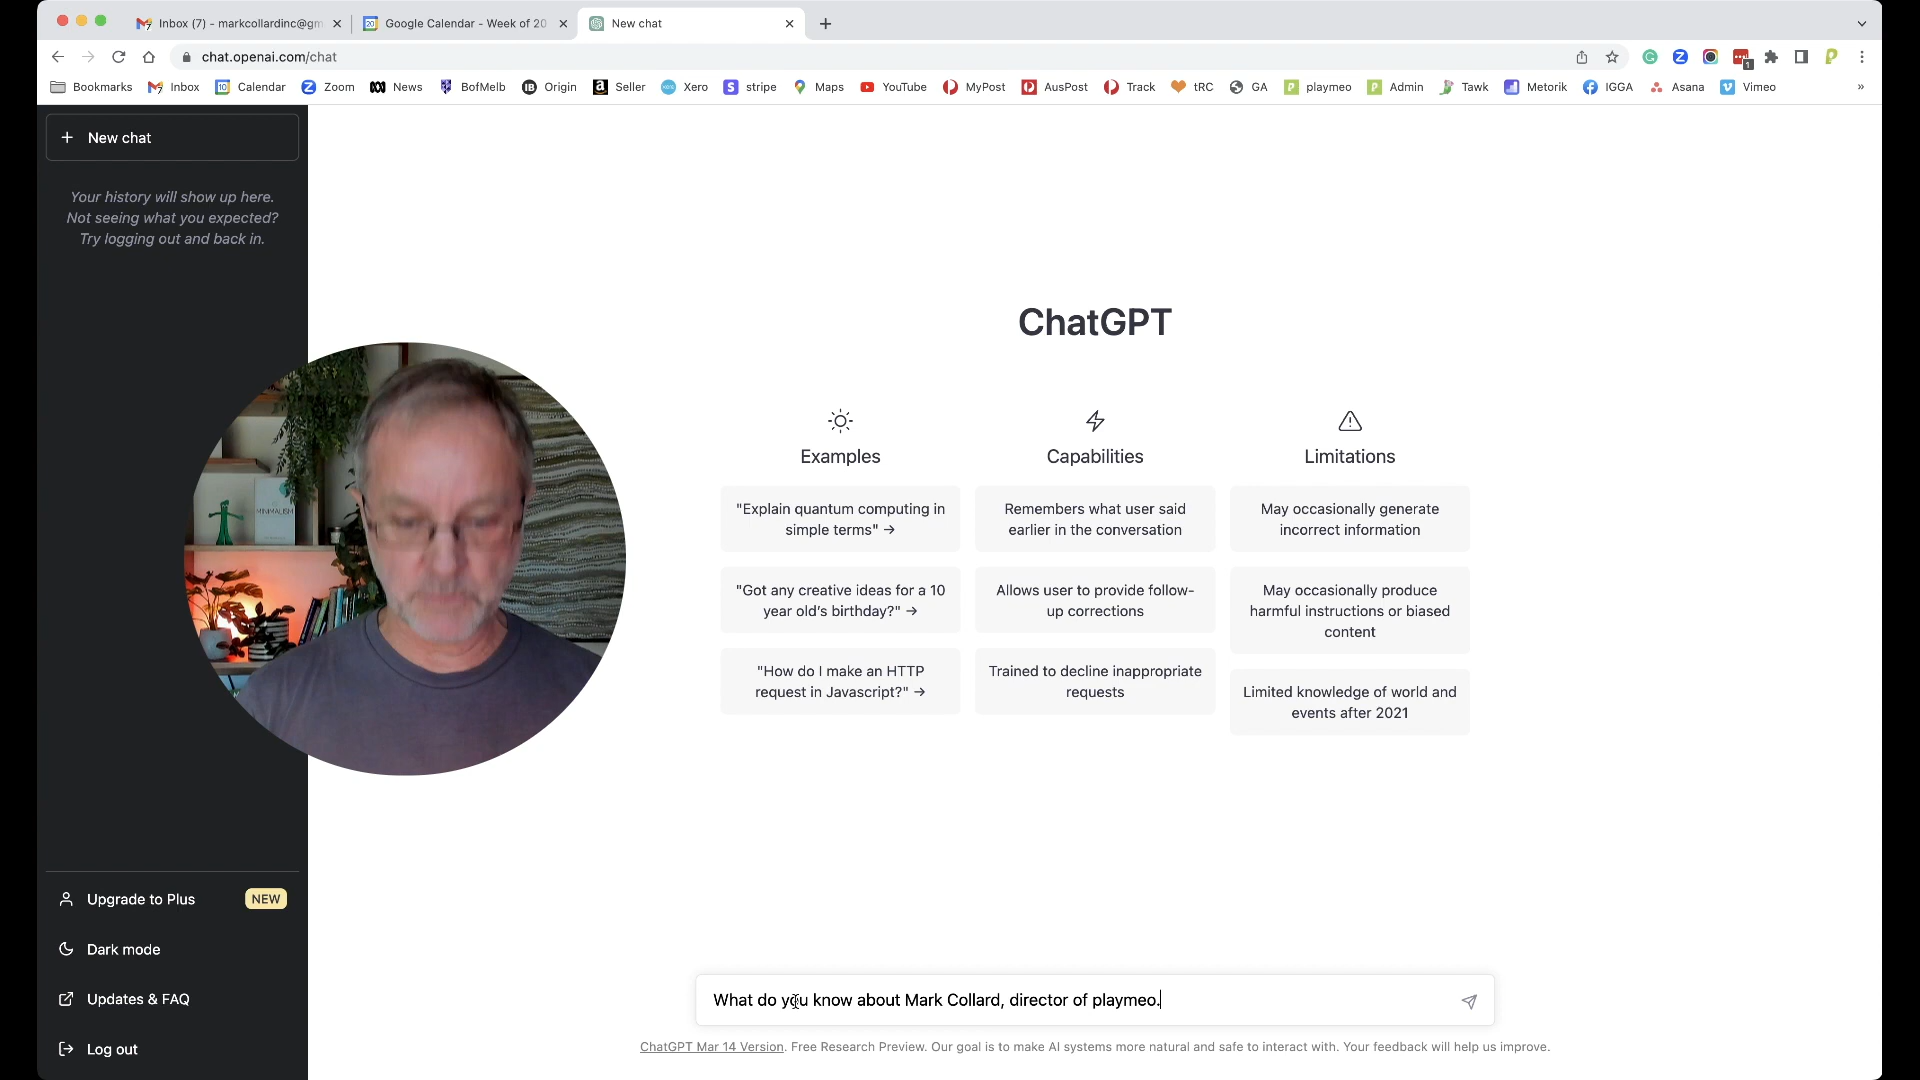 Inbox (7) - markcollardinc@gm
Google Calendar - Week of 20
New chat
chat.openai.com/chat
Bookmarks Inbox Calendar Zoom News BofMelb Origin Seller Xero stripe Maps YouTube MyPost AusPost Track tRC GA playmeo Admin Tawk Metorik IGGA Asana Vimeo »
+ New chat
Your history will show up here.
Not seeing what you expected?
Try logging out and back in.
ChatGPT
Examples
"Explain quantum computing in
simple terms" →
"Got any creative ideas for a 10
year old's birthday?" →
"How do I make an HTTP
request in Javascript?" →
Capabilities
Remembers what user said
earlier in the conversation
Allows user to provide follow-
up corrections
Trained to decline inappropriate
requests
Limitations
May occasionally generate
incorrect information
May occasionally produce
harmful instructions or biased
content
Limited knowledge of world and
events after 2021
MINIMALISM
Upgrade to Plus NEW
Dark mode
Updates & FAQ
Log out
What do you know about Mark Collard, director of playmeo.
ChatGPT Mar 14 Version. Free Research Preview. Our goal is to make AI systems more natural and safe to interact with. Your feedback will help us improve.